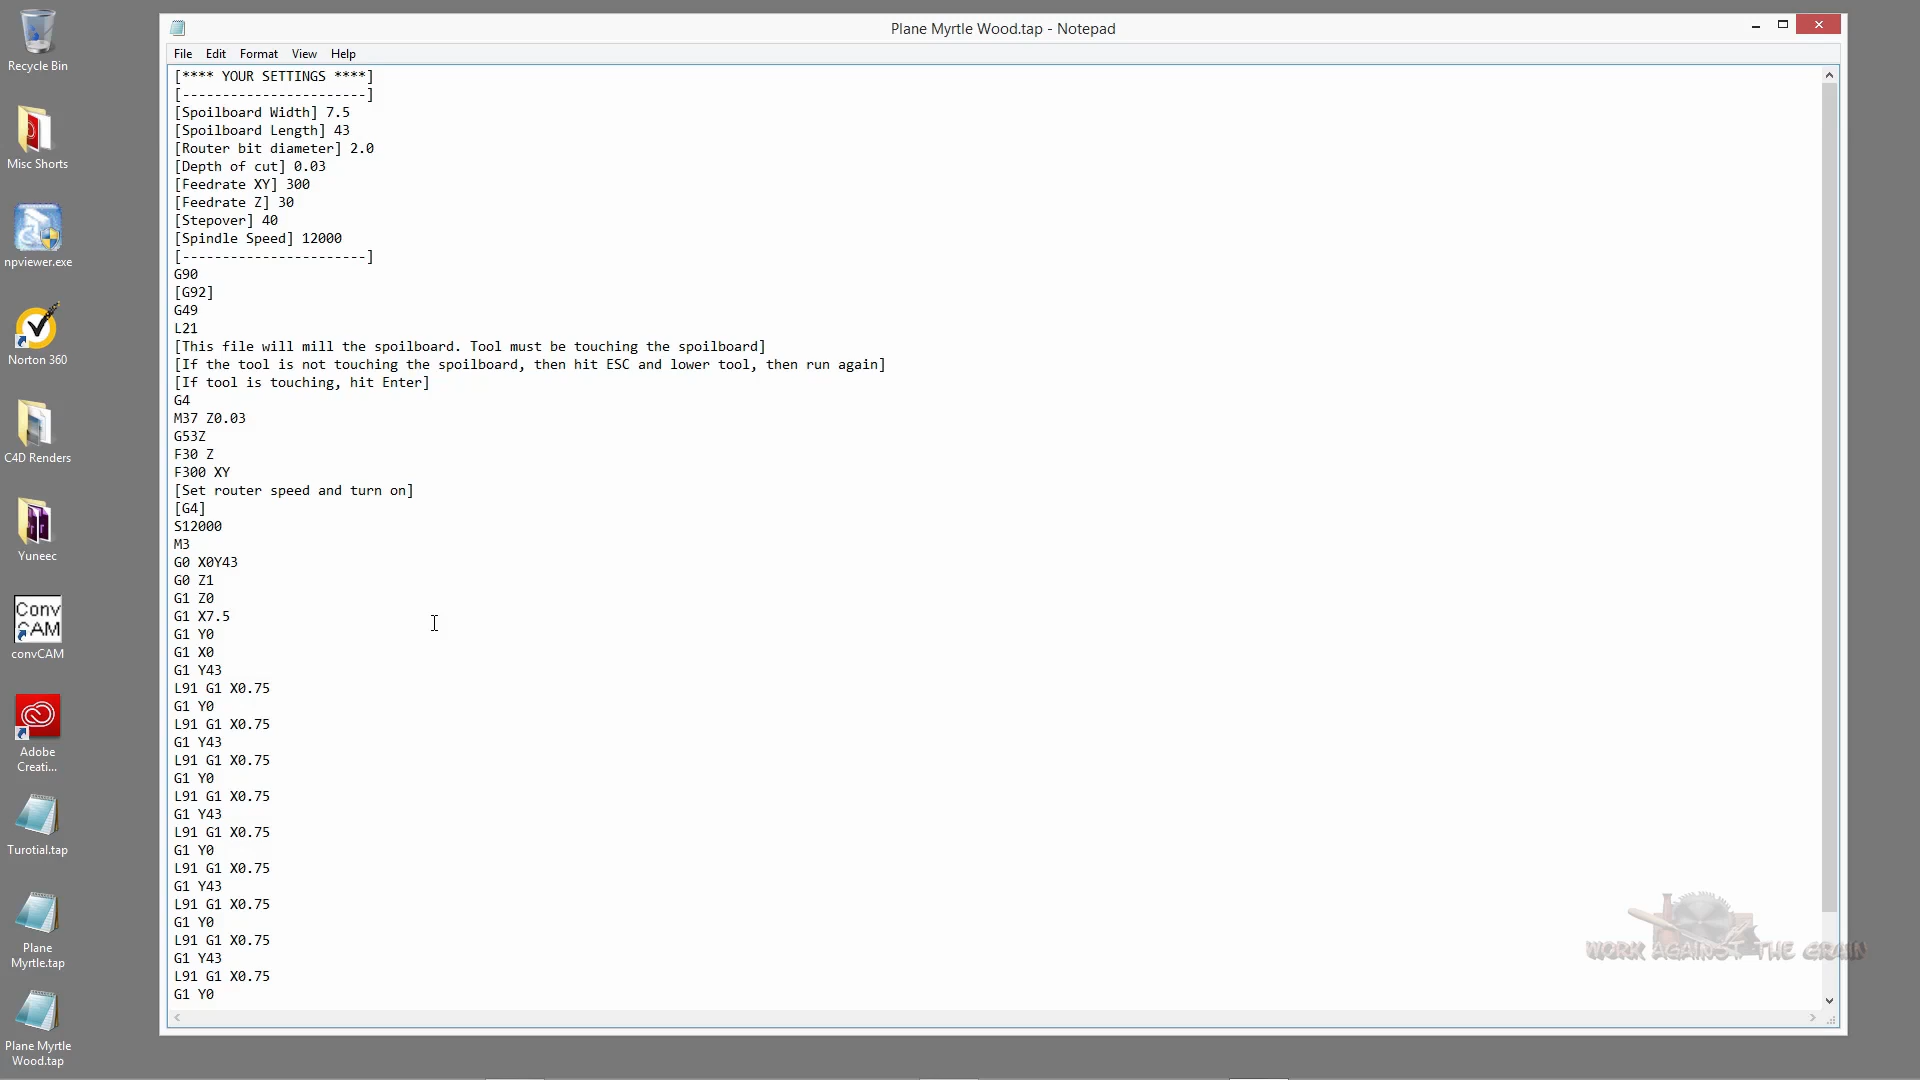 Plane Myrtle Wood.tap - Notepad
File Edit Format View Help
[**** YOUR SETTINGS ****]
[-----------------------]
[Spoilboard Width] 7.5
[Spoilboard Length] 43
[Router bit diameter] 2.0
[Depth of cut] 0.03
[Feedrate XY] 300
[Feedrate Z] 30
[Stepover] 40
[Spindle Speed] 12000
[-----------------------]
G90
[G92]
G49
L21
[This file will mill the spoilboard. Tool must be touching the spoilboard]
[If the tool is not touching the spoilboard, then hit ESC and lower tool, then run again]
[If tool is touching, hit Enter]
G4
M37 Z0.03
G53Z
F30 Z
F300 XY
[Set router speed and turn on]
[G4]
S12000
M3
G0 X0Y43
G0 Z1
G1 Z0
G1 X7.5
G1 Y0
G1 X0
G1 Y43
L91 G1 X0.75
G1 Y0
L91 G1 X0.75
G1 Y43
L91 G1 X0.75
G1 Y0
L91 G1 X0.75
G1 Y43
L91 G1 X0.75
G1 Y0
L91 G1 X0.75
G1 Y43
L91 G1 X0.75
G1 Y0
L91 G1 X0.75
G1 Y43
L91 G1 X0.75
G1 Y0
Recycle Bin
Misc Shorts
npviewer.exe
Norton 360
C4D Renders
Yuneec
Conv
CAM
convCAM
Adobe
Creati...
Turotial.tap
Plane
Myrtle.tap
Plane Myrtle
Wood.tap
WORK AGAINST THE GRAIN